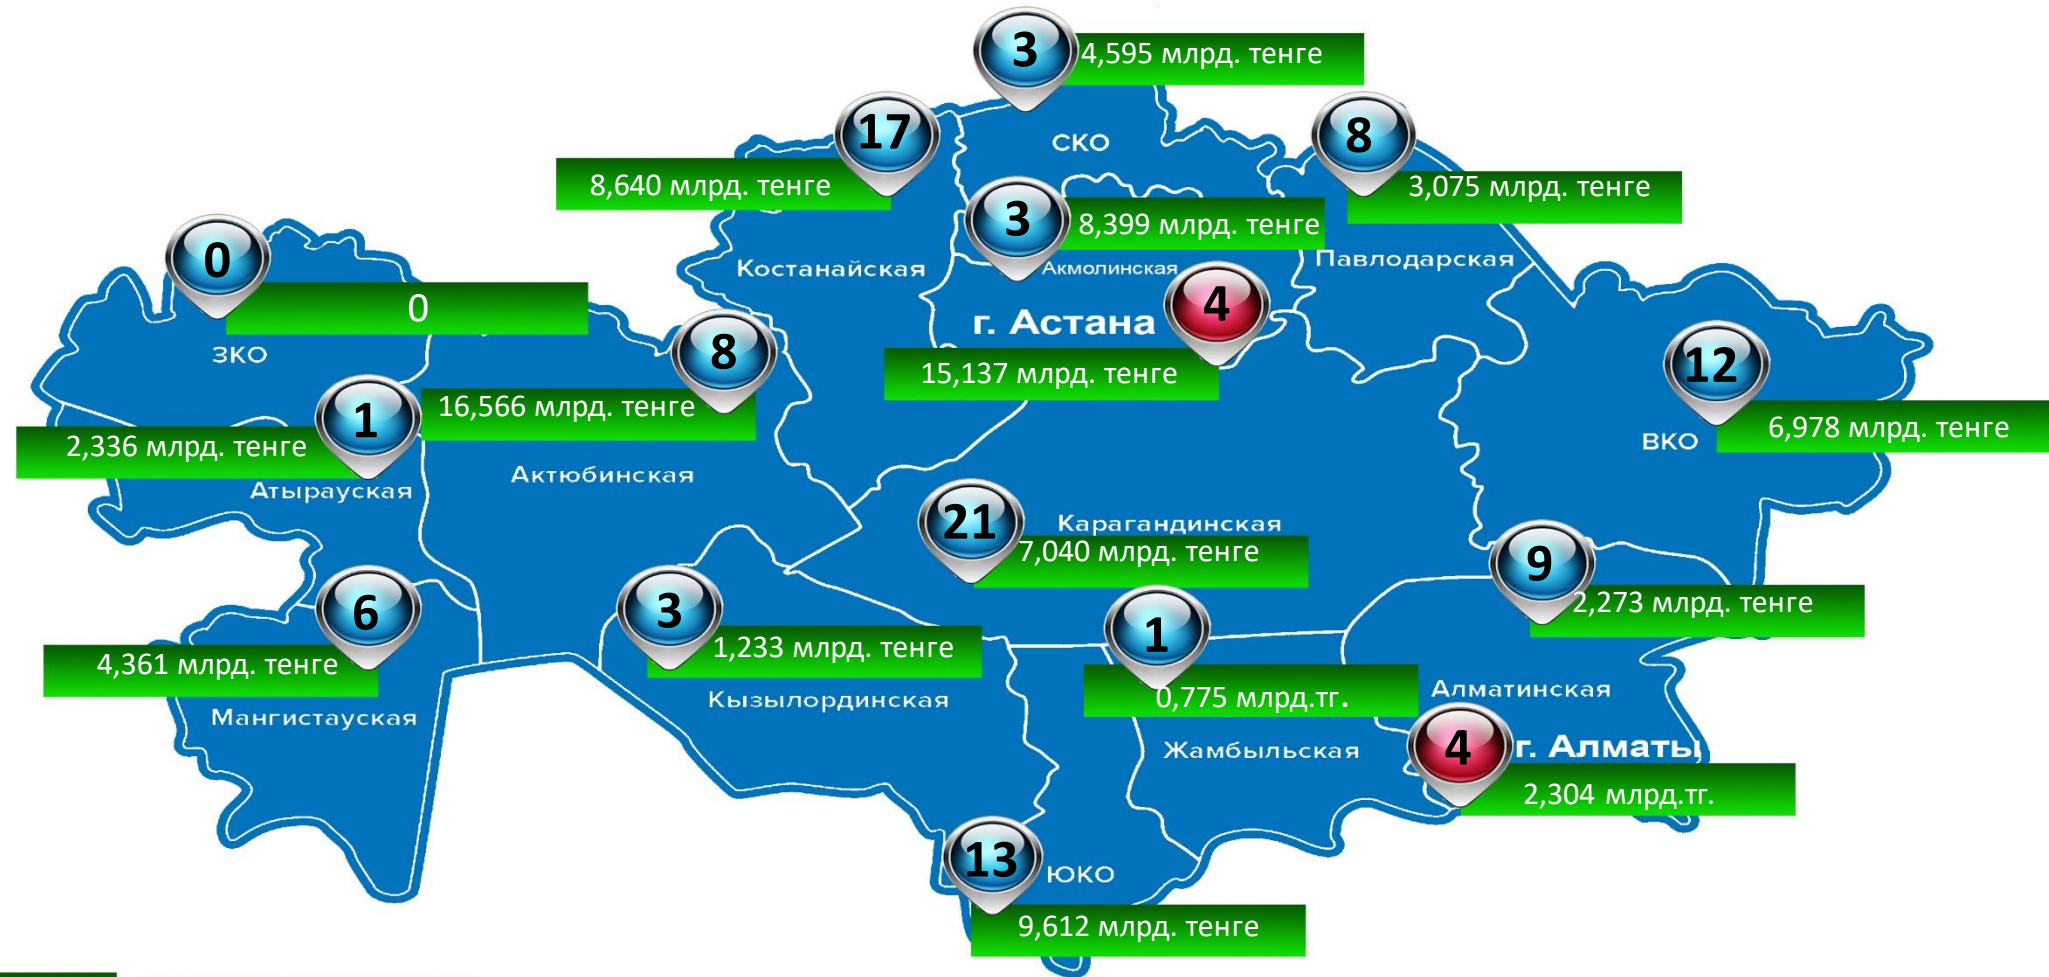 3
4,595 млрд. тенге
17
8,640 млрд. тенге
СКО
8
3,075 млрд. тенге
3
8,399 млрд. тенге
0
0
ЗКО
Костанайская
Акмолинская
Павлодарская
г. Астана
4
15,137 млрд. тенге
8
16,566 млрд. тенге
12
6,978 млрд. тенге
ВКО
1
2,336 млрд. тенге
Атырауская
Актюбинская
21
Карагандинская
7,040 млрд. тенге
9
2,273 млрд. тенге
6
4,361 млрд. тенге
Мангистауская
3
1,233 млрд. тенге
Кызылординская
1
0,775 млрд.тг.
Жамбыльская
Алматинская
4
г. Алматы
2,304 млрд.тг.
13
ЮКО
9,612 млрд. тенге